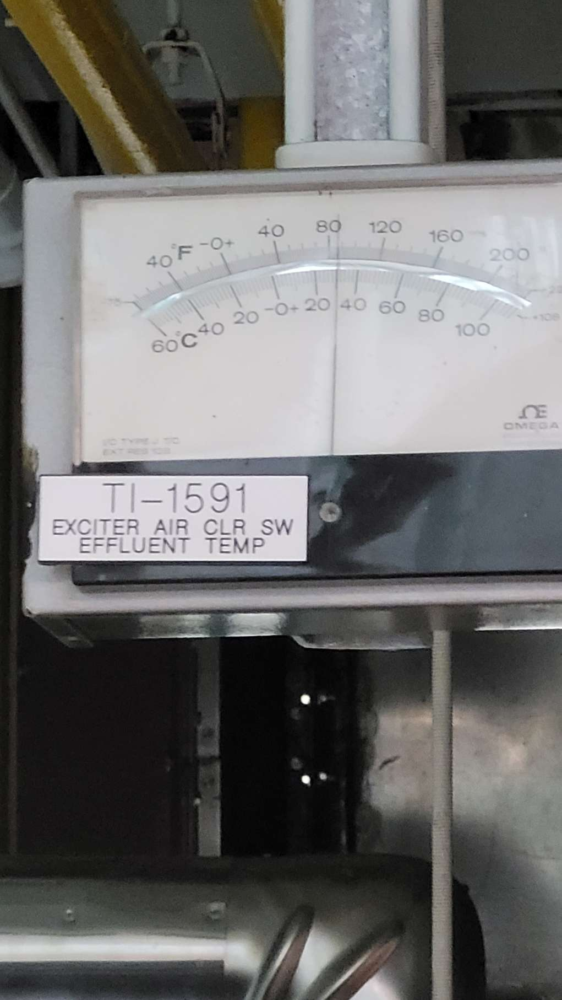 40 °F -0+ 40 80 120 160 200
60 °C 40 20 -0+ 20 40 60 80 100
ΩE
OMEGA
TI-1591
EXCITER AIR CLR SW
EFFLUENT TEMP